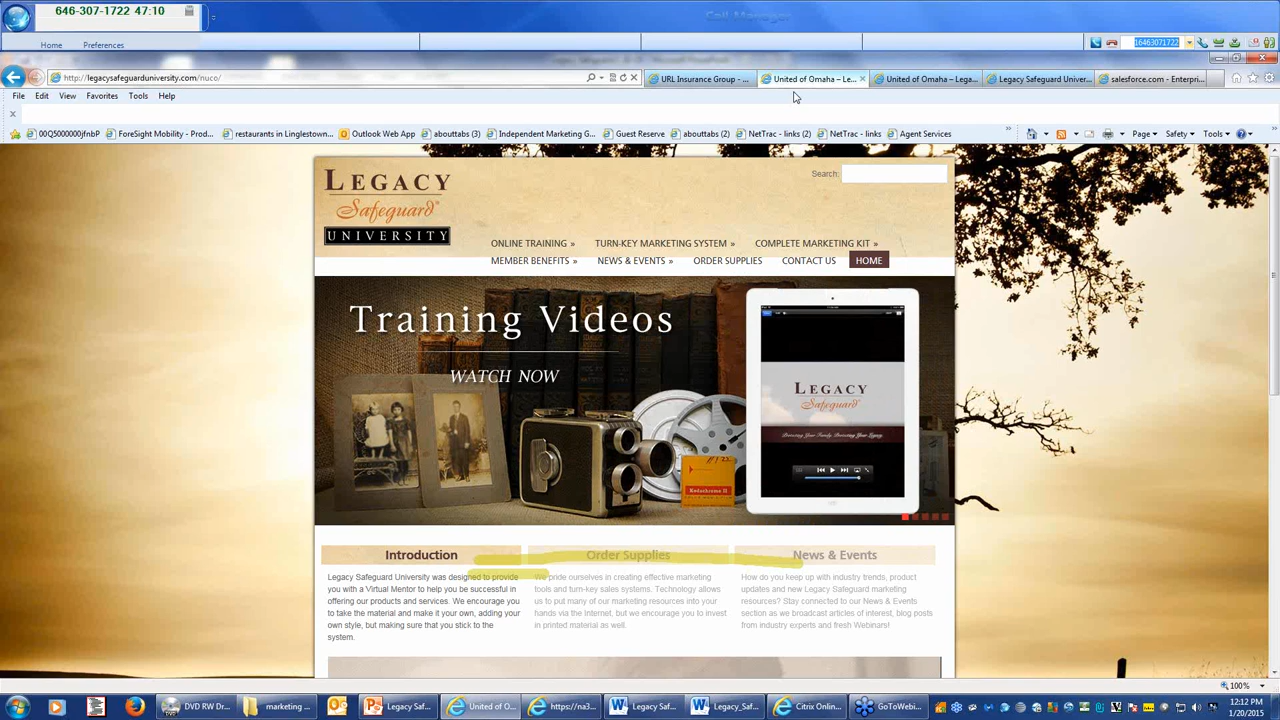 646-307-1722 47:10
Call Manager
Home Preferences
16463071722
http://legacysafeguarduniversity.com/nuco/
URL Insurance Group - ...
United of Omaha – Le...
United of Omaha – Lega...
Legacy Safeguard Univer...
salesforce.com - Enterpri...
File Edit View Favorites Tools Help
00Q5000000jfnbP
ForeSight Mobility - Prod...
restaurants in Linglestown...
Outlook Web App
abouttabs (3)
Independent Marketing G...
Guest Reserve
abouttabs (2)
NetTrac - links (2)
NetTrac - links
Agent Services
Page
Safety
Tools
LEGACY
Safeguard®
UNIVERSITY
Search:
ONLINE TRAINING »
TURN-KEY MARKETING SYSTEM »
COMPLETE MARKETING KIT »
MEMBER BENEFITS »
NEWS & EVENTS »
ORDER SUPPLIES
CONTACT US
HOME
Training Videos
WATCH NOW
LEGACY
Safeguard
Protecting Your Family. Protecting Your Legacy.
Kodachrome II
Introduction
Legacy Safeguard University was designed to provide
you with a Virtual Mentor to help you be successful in
offering our products and services. We encourage you
to take the material and make it your own, adding your
own style, but making sure that you stick to the
system.
Order Supplies
We pride ourselves in creating effective marketing
tools and turn-key sales systems. Technology allows
us to put many of our marketing resources into your
hands via the Internet, but we encourage you to invest
in printed material as well.
News & Events
How do you keep up with industry trends, product
updates and new Legacy Safeguard marketing
resources? Stay connected to our News & Events
section as we broadcast articles of interest, blog posts
from industry experts and fresh Webinars!
100%
DVD RW Dr...
marketing ...
Legacy Saf...
United of O...
https://na3...
Legacy Saf...
Legacy_Saf...
Citrix Onlin...
GoToWebi...
12:12 PM
1/20/2015